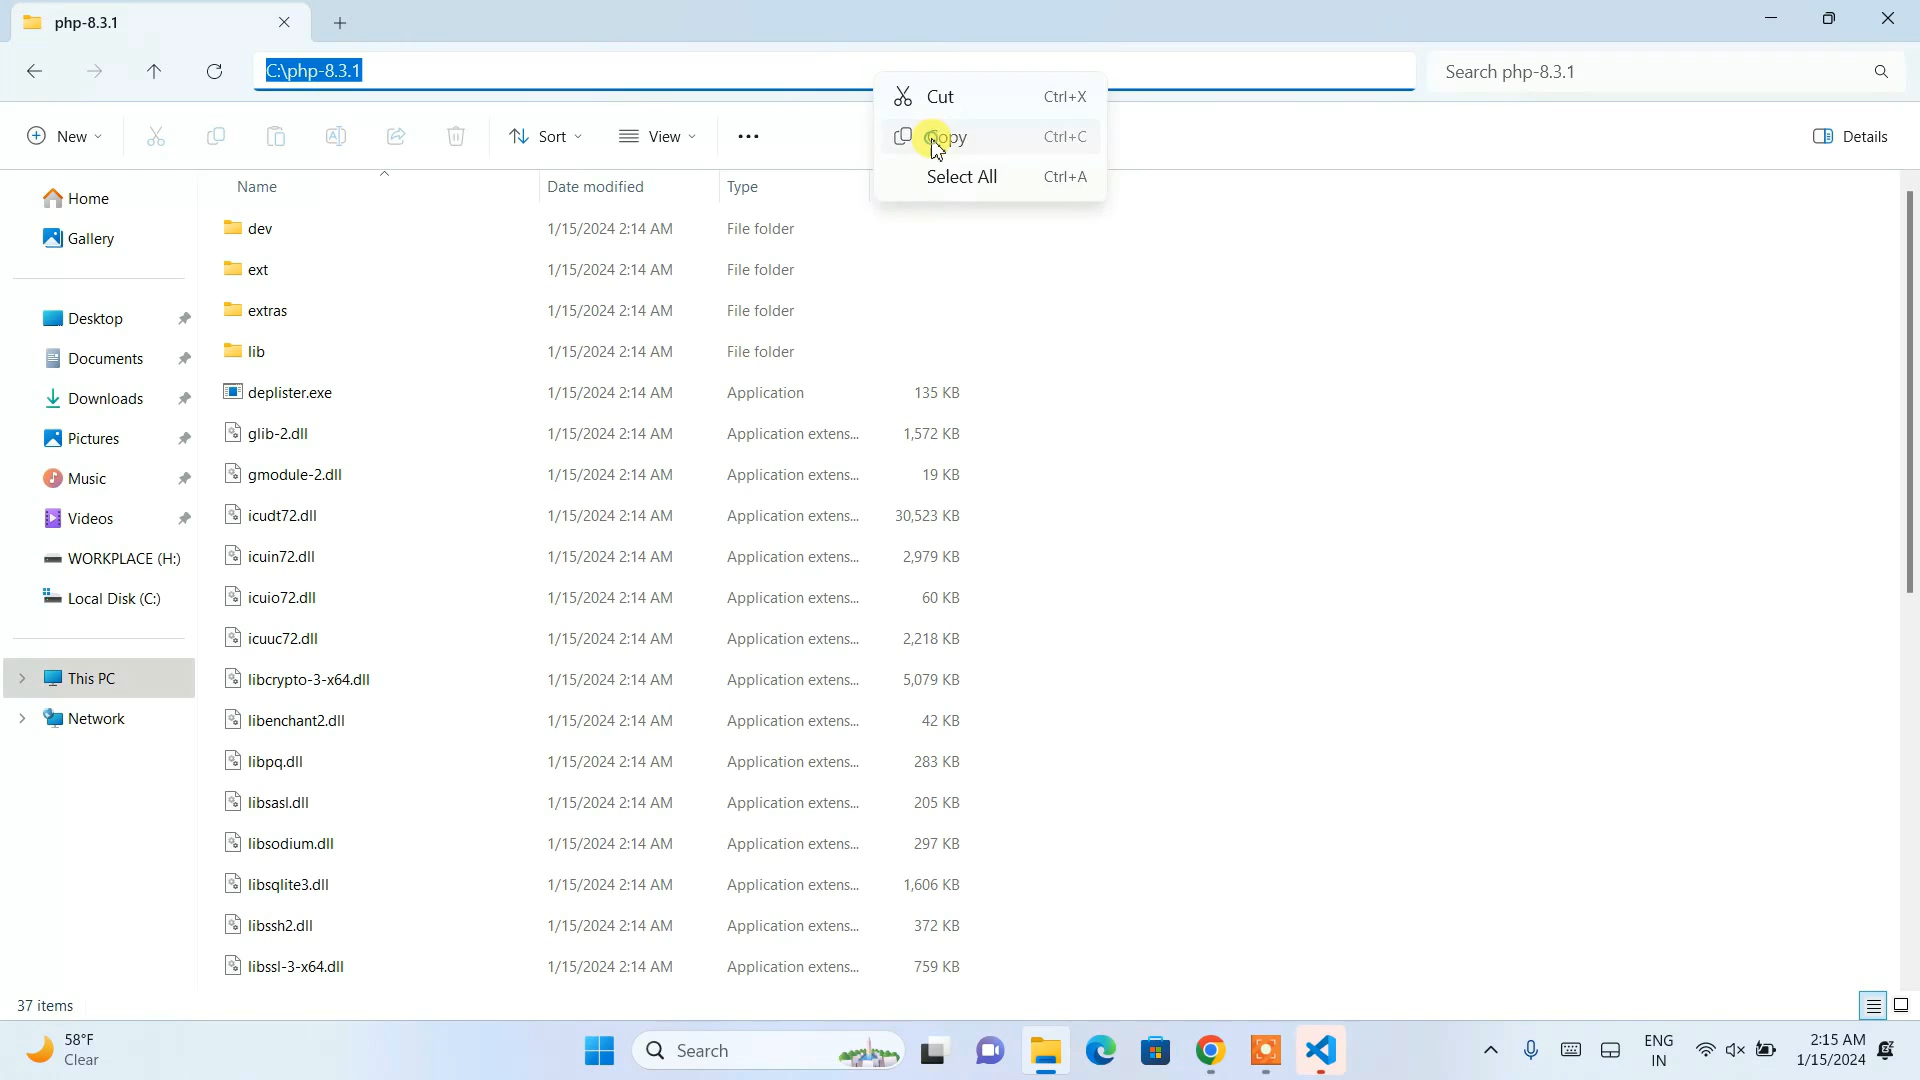 php-8.3.1
C:\php-8.3.1
Search php-8.3.1
Cut Ctrl+X
Copy Ctrl+C
Select All Ctrl+A
New
Sort
View
Details
Name Date modified Type
Home
Gallery
Desktop
Documents
Downloads
Pictures
Music
Videos
WORKPLACE (H:)
Local Disk (C:)
This PC
Network
dev 1/15/2024 2:14 AM File folder
ext 1/15/2024 2:14 AM File folder
extras 1/15/2024 2:14 AM File folder
lib 1/15/2024 2:14 AM File folder
deplister.exe 1/15/2024 2:14 AM Application 135 KB
glib-2.dll 1/15/2024 2:14 AM Application extens... 1,572 KB
gmodule-2.dll 1/15/2024 2:14 AM Application extens... 19 KB
icudt72.dll 1/15/2024 2:14 AM Application extens... 30,523 KB
icuin72.dll 1/15/2024 2:14 AM Application extens... 2,979 KB
icuio72.dll 1/15/2024 2:14 AM Application extens... 60 KB
icuuc72.dll 1/15/2024 2:14 AM Application extens... 2,218 KB
libcrypto-3-x64.dll 1/15/2024 2:14 AM Application extens... 5,079 KB
libenchant2.dll 1/15/2024 2:14 AM Application extens... 42 KB
libpq.dll 1/15/2024 2:14 AM Application extens... 283 KB
libsasl.dll 1/15/2024 2:14 AM Application extens... 205 KB
libsodium.dll 1/15/2024 2:14 AM Application extens... 297 KB
libsqlite3.dll 1/15/2024 2:14 AM Application extens... 1,606 KB
libssh2.dll 1/15/2024 2:14 AM Application extens... 372 KB
libssl-3-x64.dll 1/15/2024 2:14 AM Application extens... 759 KB
37 items
58°F
Clear
Search
ENG
IN
2:15 AM
1/15/2024